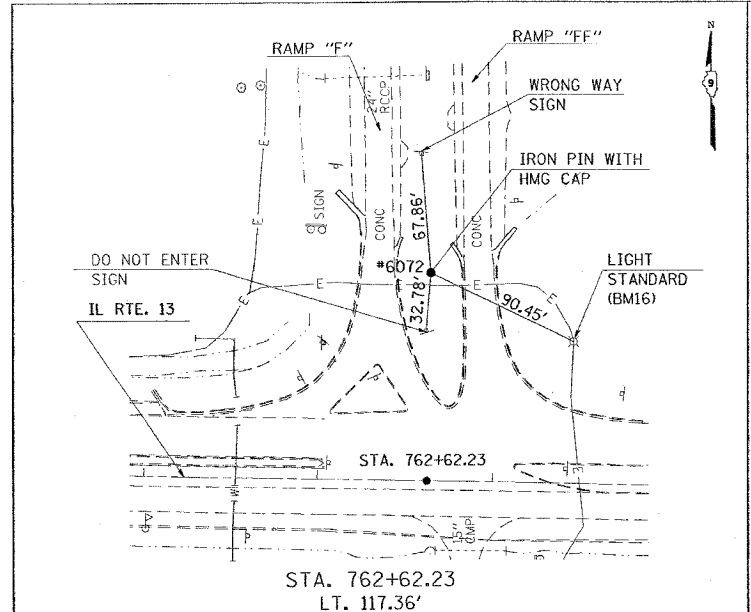 RAMP "F"
RAMP "FF"
N
9
WRONG WAY
SIGN
24"
RCCP
IRON PIN WITH
HMG CAP
E
SIGN
CONC
67.86'
CONC
E
DO NOT ENTER
SIGN
#6072
E
E
E
E
LIGHT
STANDARD
(BM16)
32.78'
90.45'
IL RTE. 13
STA. 762+62.23
W
E
15"
CMP
STA. 762+62.23
LT. 117.36'